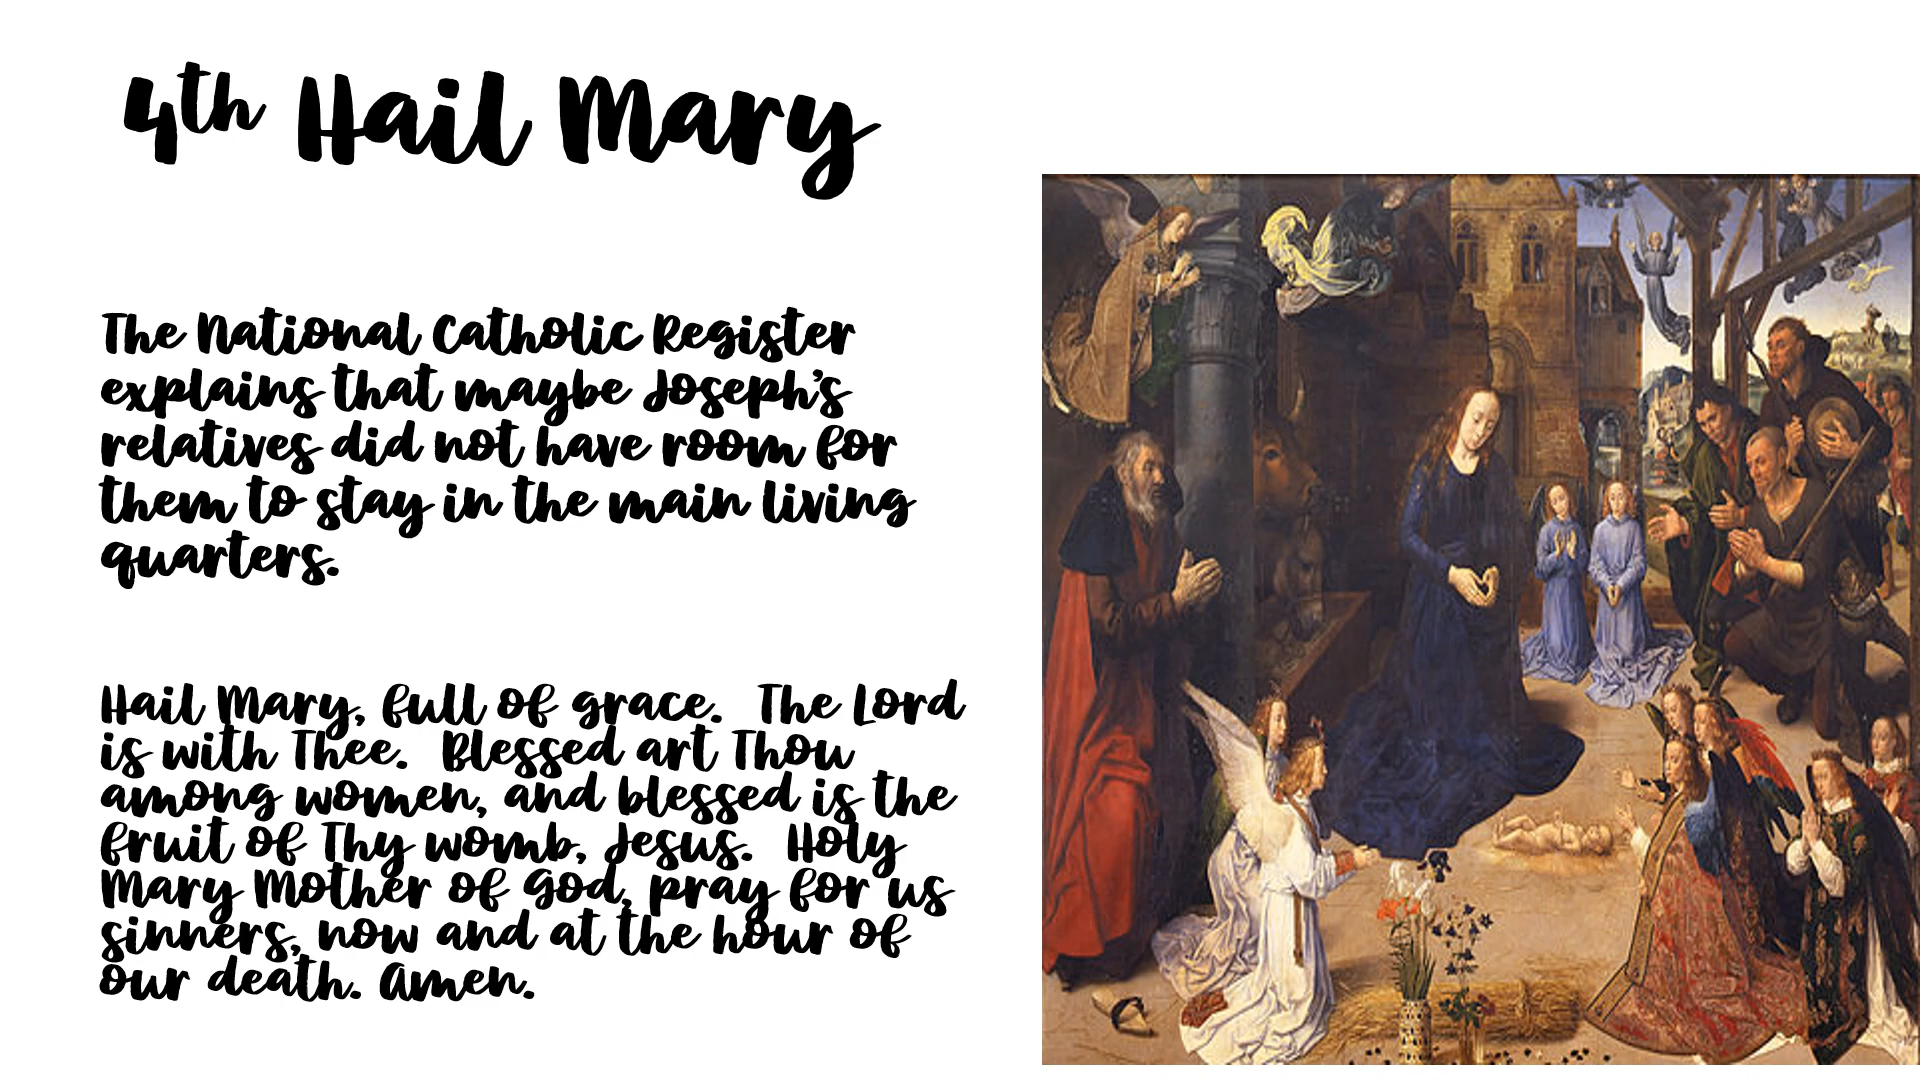 4th Hail Mary
The National Catholic Register
explains that maybe Joseph's
relatives did not have room for
them to stay in the main living
quarters.
Hail Mary, full of grace.  The Lord
is with Thee.  Blessed art Thou
among women, and blessed is the
fruit of Thy womb, Jesus.  Holy
Mary Mother of God, pray for us
sinners, now and at the hour of
our death. Amen.